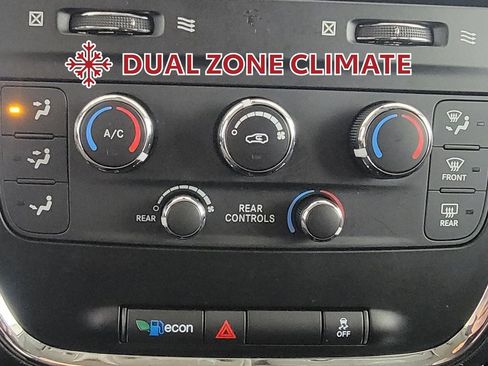 DUAL ZONE CLIMATE
A/C
FRONT
REAR
REAR
CONTROLS
REAR
econ
OFF